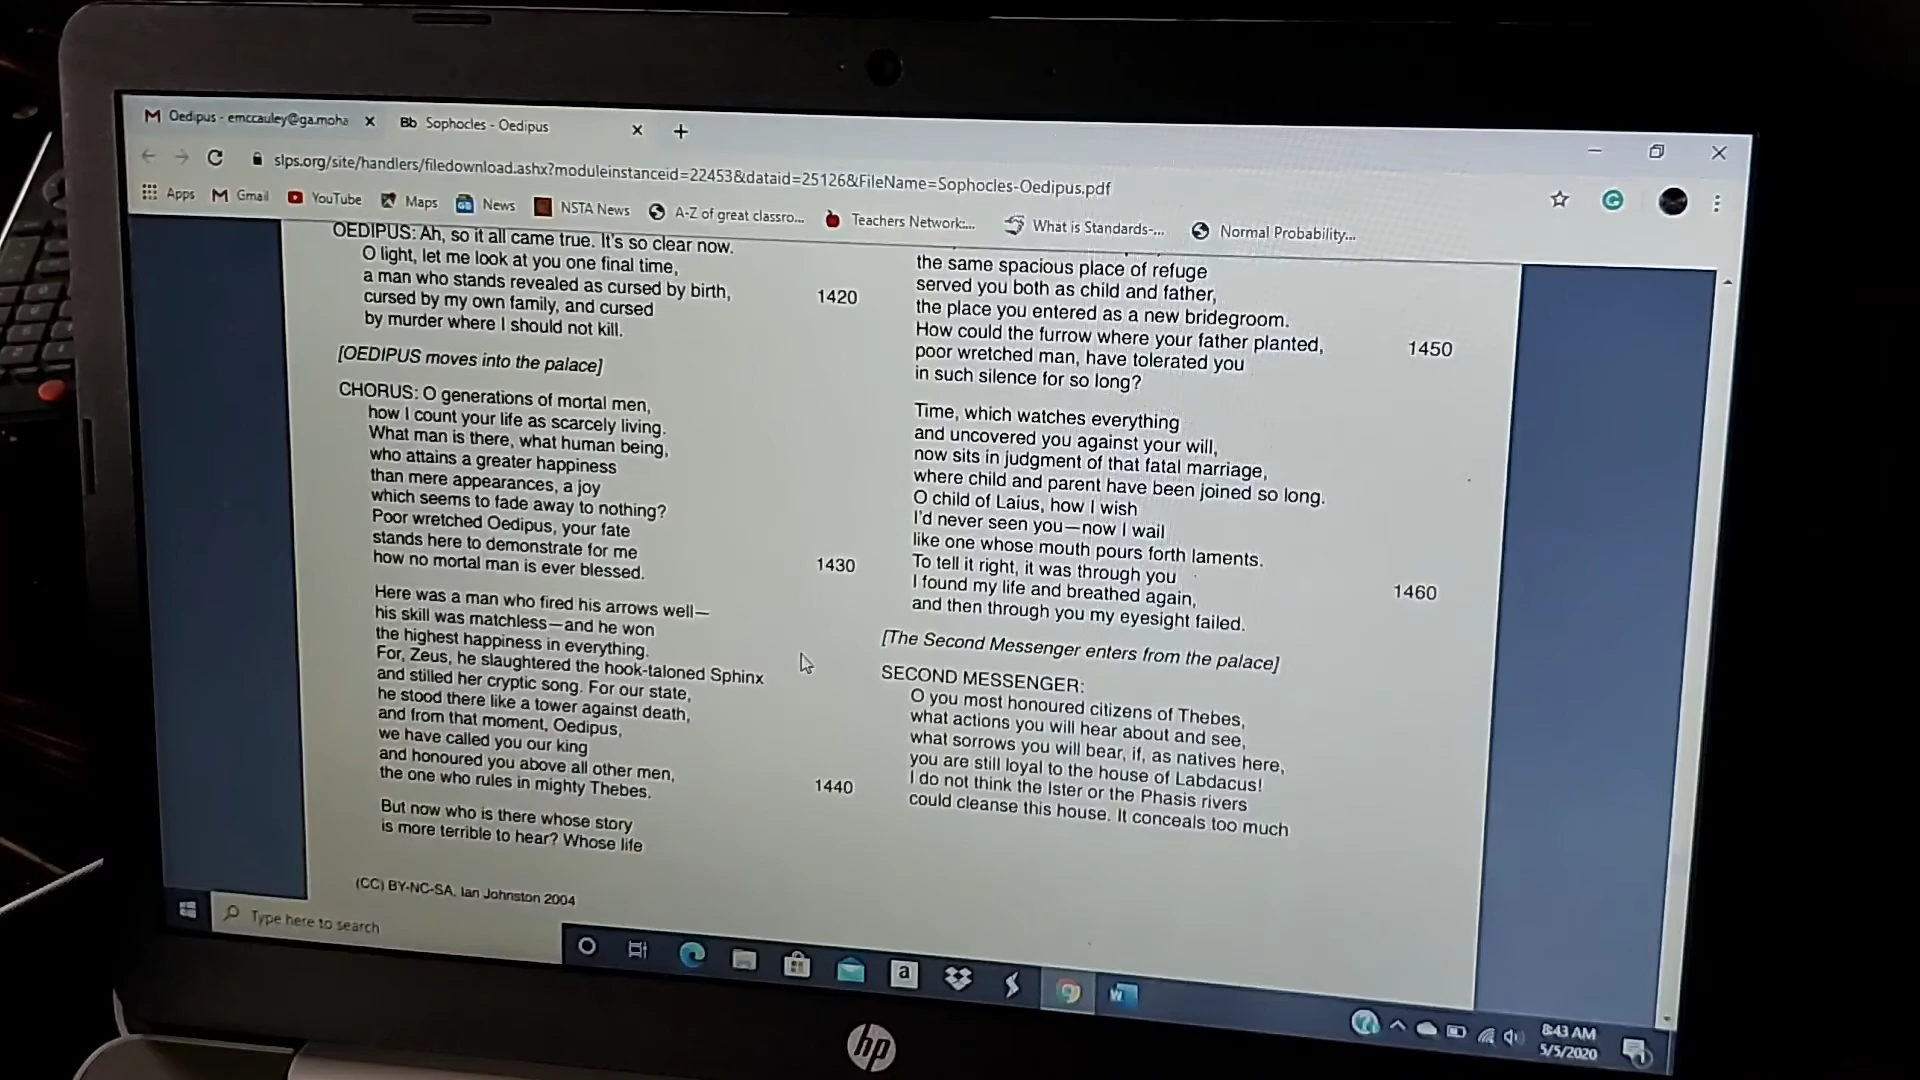 Oedipus - emccauley@ga.moha
Bb Sophocles - Oedipus
slps.org/site/handlers/filedownload.ashx?moduleinstanceid=22453&dataid=25126&FileName=Sophocles-Oedipus.pdf
Apps Gmail YouTube Maps News NSTA News A-Z of great classro... Teachers Network:... What is Standards-... Normal Probability...
OEDIPUS: Ah, so it all came true. It's so clear now.
O light, let me look at you one final time,
a man who stands revealed as cursed by birth, 1420
cursed by my own family, and cursed
by murder where I should not kill.
[OEDIPUS moves into the palace]
CHORUS: O generations of mortal men,
how I count your life as scarcely living.
What man is there, what human being,
who attains a greater happiness
than mere appearances, a joy
which seems to fade away to nothing?
Poor wretched Oedipus, your fate
stands here to demonstrate for me
how no mortal man is ever blessed. 1430
Here was a man who fired his arrows well—
his skill was matchless—and he won
the highest happiness in everything.
For, Zeus, he slaughtered the hook-taloned Sphinx
and stilled her cryptic song. For our state,
he stood there like a tower against death,
and from that moment, Oedipus,
we have called you our king
and honoured you above all other men,
the one who rules in mighty Thebes. 1440
But now who is there whose story
is more terrible to hear? Whose life
(CC) BY-NC-SA, Ian Johnston 2004
the same spacious place of refuge
served you both as child and father,
the place you entered as a new bridegroom.
How could the furrow where your father planted, 1450
poor wretched man, have tolerated you
in such silence for so long?
Time, which watches everything
and uncovered you against your will,
now sits in judgment of that fatal marriage,
where child and parent have been joined so long.
O child of Laius, how I wish
I'd never seen you—now I wail
like one whose mouth pours forth laments.
To tell it right, it was through you
I found my life and breathed again, 1460
and then through you my eyesight failed.
[The Second Messenger enters from the palace]
SECOND MESSENGER:
O you most honoured citizens of Thebes,
what actions you will hear about and see,
what sorrows you will bear, if, as natives here,
you are still loyal to the house of Labdacus!
I do not think the Ister or the Phasis rivers
could cleanse this house. It conceals too much
Type here to search
8:43 AM
5/5/2020
hp